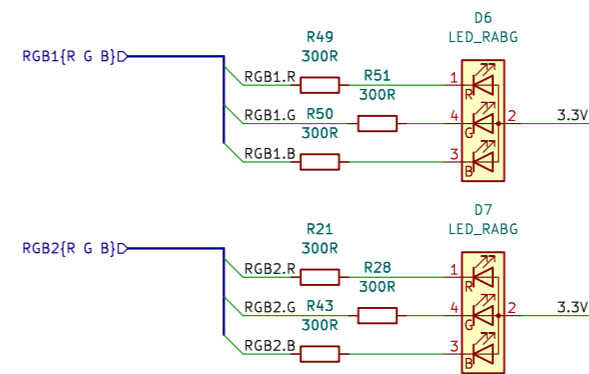 D6
LED_RABG
R49
300R
RGB1{R G B}
RGB1.R
R51
300R
1
R
RGB1.G
R50
300R
4
G
2
3.3V
RGB1.B
3
B
D7
LED_RABG
R21
300R
RGB2{R G B}
RGB2.R
R28
300R
1
R
RGB2.G
R43
300R
4
G
2
3.3V
RGB2.B
3
B